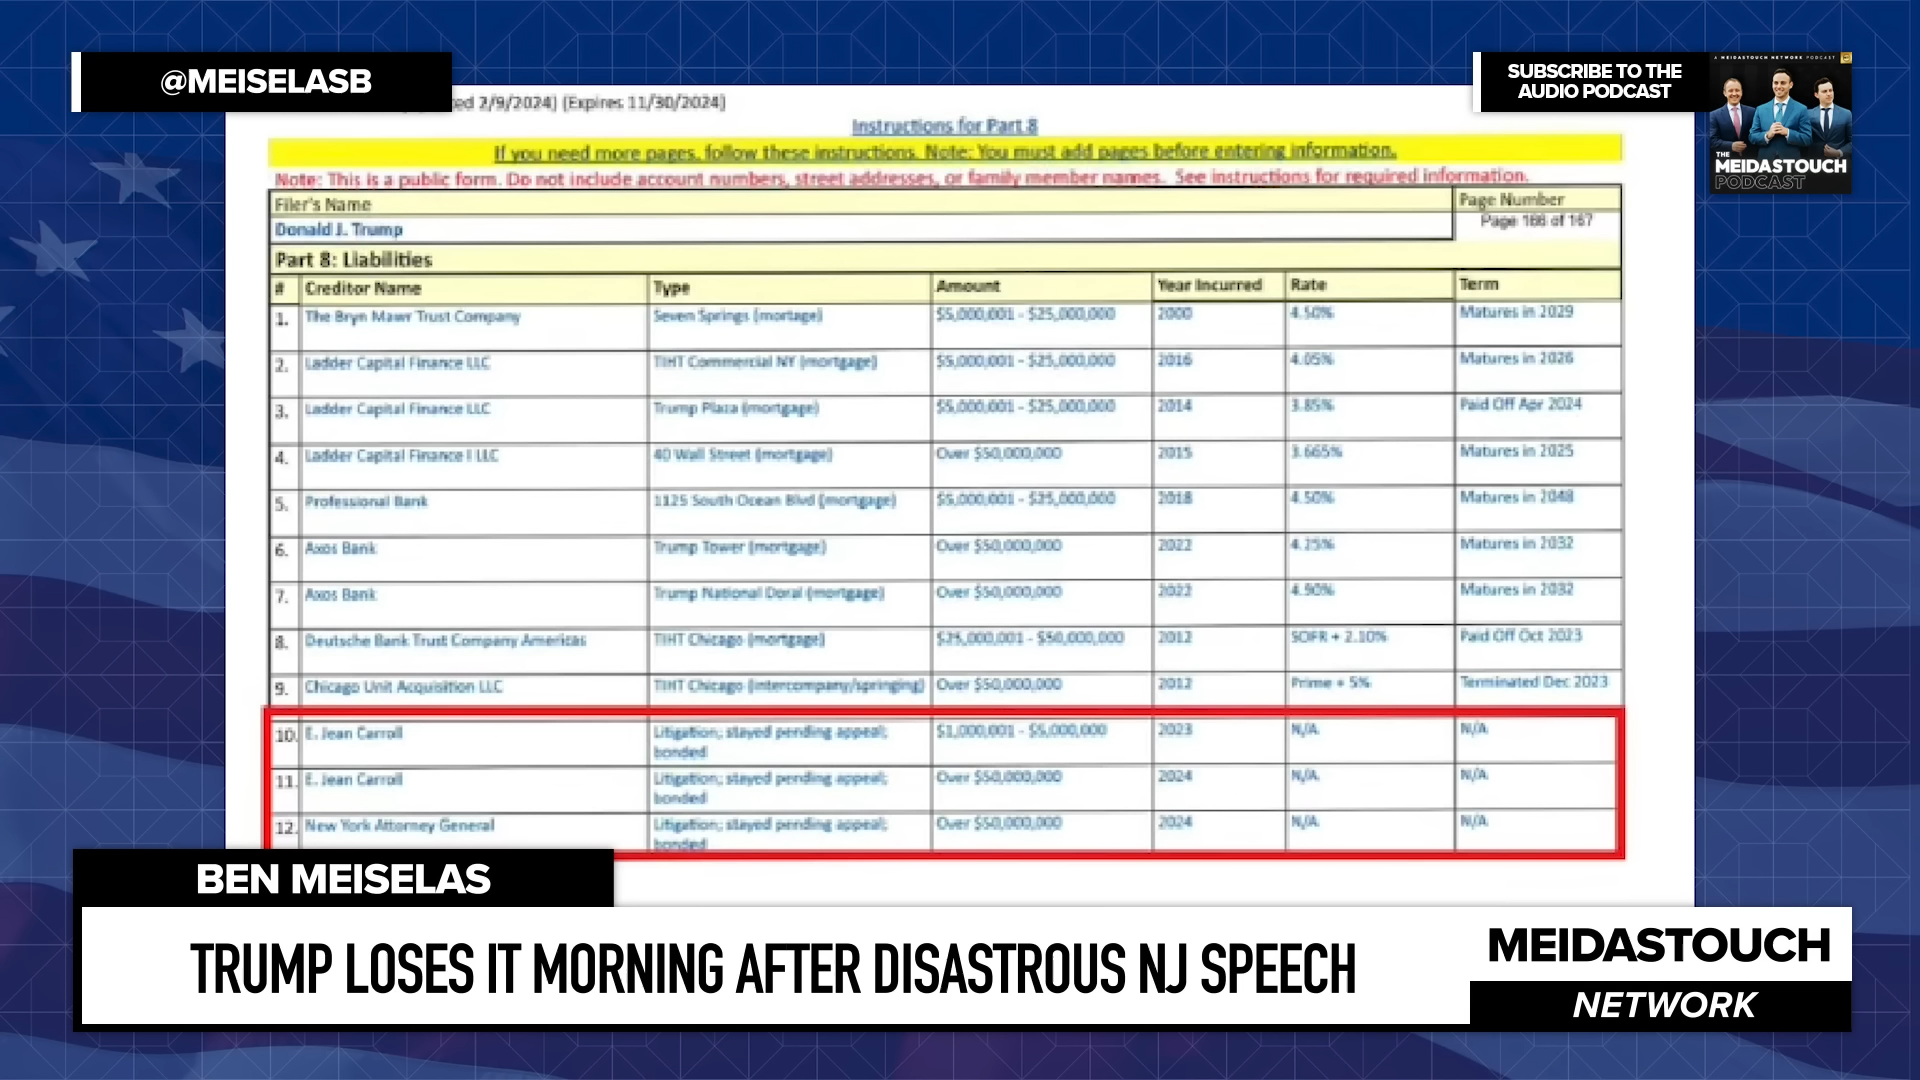 @MEISELASB
SUBSCRIBE TO THE
AUDIO PODCAST
A MEIDASTOUCH NETWORK PODCAST
THE
MEIDASTOUCH
PODCAST
2/9/2024) (Expires 11/30/2024)
Instructions for Part 8
If you need more pages, follow these instructions. Note: You must add pages before entering information.
Note: This is a public form. Do not include account numbers, street addresses, or family member names. See instructions for required information.
Filer's Name Page Number
Donald J. Trump Page 166 of 167
Part 8: Liabilities
# Creditor Name Type Amount Year Incurred Rate Term
1. The Bryn Mawr Trust Company Seven Springs (mortage) $5,000,001 - $25,000,000 2000 4.50% Matures in 2029
2. Ladder Capital Finance LLC TIHT Commercial NY (mortgage) $5,000,001 - $25,000,000 2016 4.05% Matures in 2026
3. Ladder Capital Finance LLC Trump Plaza (mortgage) $5,000,001 - $25,000,000 2014 3.85% Paid Off Apr 2024
4. Ladder Capital Finance I LLC 40 Wall Street (mortgage) Over $50,000,000 2015 3.665% Matures in 2025
5. Professional Bank 1125 South Ocean Blvd (mortgage) $5,000,001 - $25,000,000 2018 4.50% Matures in 2048
6. Axos Bank Trump Tower (mortgage) Over $50,000,000 2022 4.25% Matures in 2032
7. Axos Bank Trump National Doral (mortgage) Over $50,000,000 2022 4.90% Matures in 2032
8. Deutsche Bank Trust Company Americas TIHT Chicago (mortgage) $25,000,001 - $50,000,000 2012 SOFR + 2.10% Paid Off Oct 2023
9. Chicago Unit Acquisition LLC TIHT Chicago (intercompany/springing) Over $50,000,000 2012 Prime + 5% Terminated Dec 2023
10. E. Jean Carroll Litigation; stayed pending appeal; $1,000,001 - $5,000,000 2023 N/A N/A
bonded
11. E. Jean Carroll Litigation; stayed pending appeal; Over $50,000,000 2024 N/A N/A
bonded
12. New York Attorney General Litigation; stayed pending appeal; Over $50,000,000 2024 N/A N/A
bonded
BEN MEISELAS
TRUMP LOSES IT MORNING AFTER DISASTROUS NJ SPEECH
MEIDASTOUCH
NETWORK